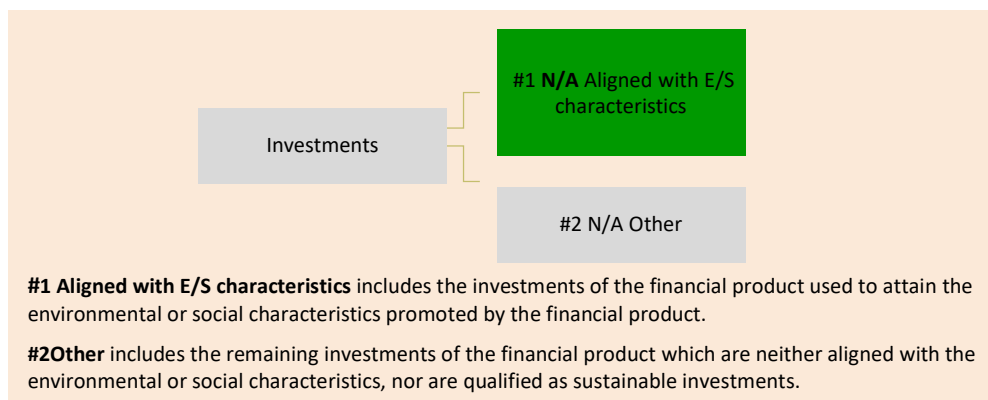 #1 N/A Aligned with E/S
characteristics
Investments
#2 N/A Other
#1 Aligned with E/S characteristics includes the investments of the financial product used to attain the
environmental or social characteristics promoted by the financial product.
#2Other includes the remaining investments of the financial product which are neither aligned with the
environmental or social characteristics, nor are qualified as sustainable investments.